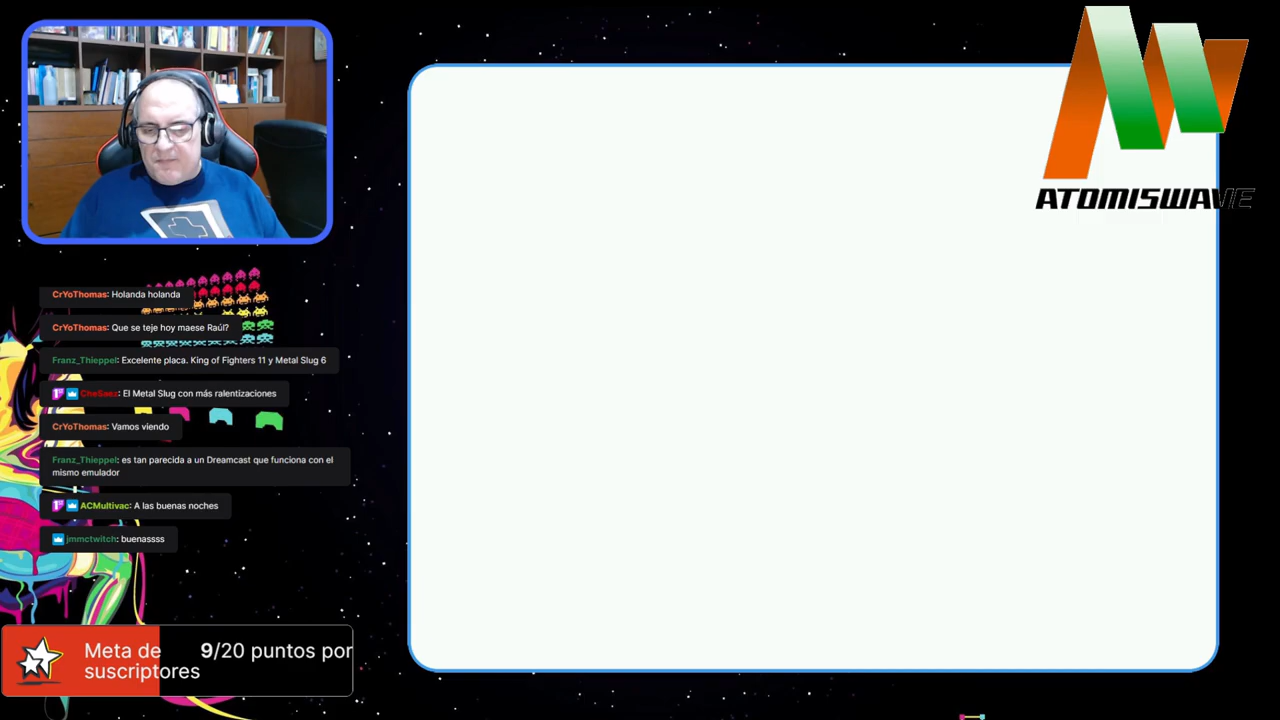 ATOMISWAVE
CrYoThomas: Holanda holanda
CrYoThomas: Que se teje hoy maese Raúl?
Franz_Thieppel: Excelente placa. King of Fighters 11 y Metal Slug 6
CheSaez: El Metal Slug con más ralentizaciones
CrYoThomas: Vamos viendo
Franz_Thieppel: es tan parecida a un Dreamcast que funciona con el
mismo emulador
ACMultivac: A las buenas noches
jmmctwitch: buenassss
Meta de 9/20 puntos por
suscriptores